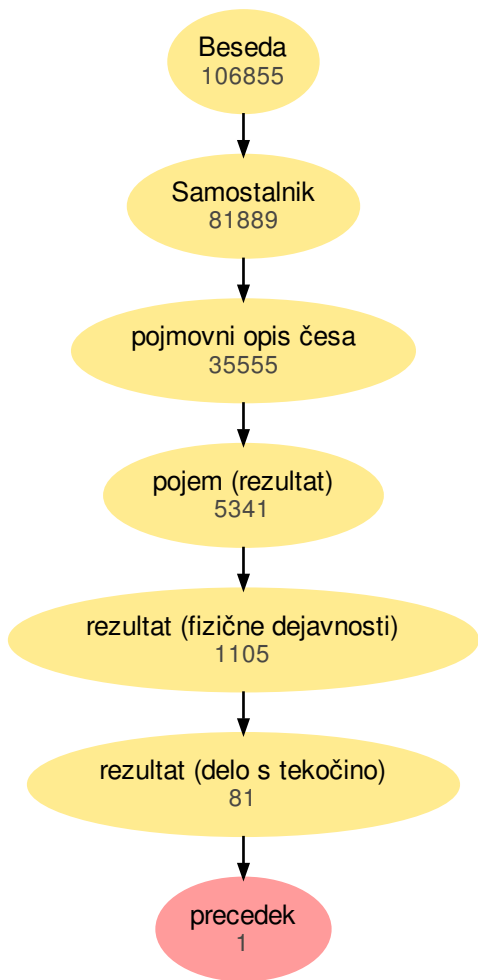 Beseda
106855
Samostalnik
81889
pojmovni opis česa
35555
pojem (rezultat)
5341
rezultat (fizične dejavnosti)
1105
rezultat (delo s tekočino)
81
precedek
1